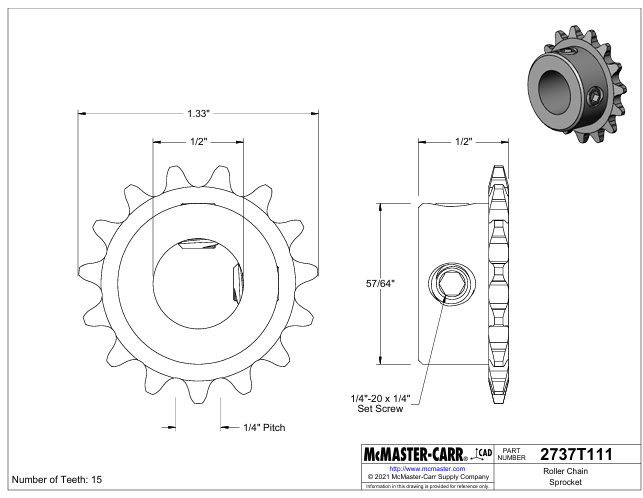 1.33"
1/2"
1/2"
57/64"
1/4"-20 x 1/4"
Set Screw
1/4" Pitch
Number of Teeth: 15
McMASTER-CARR® CAD
http://www.mcmaster.com
© 2021 McMaster-Carr Supply Company
Information in this drawing is provided for reference only.
PART
NUMBER
2737T111
Roller Chain
Sprocket